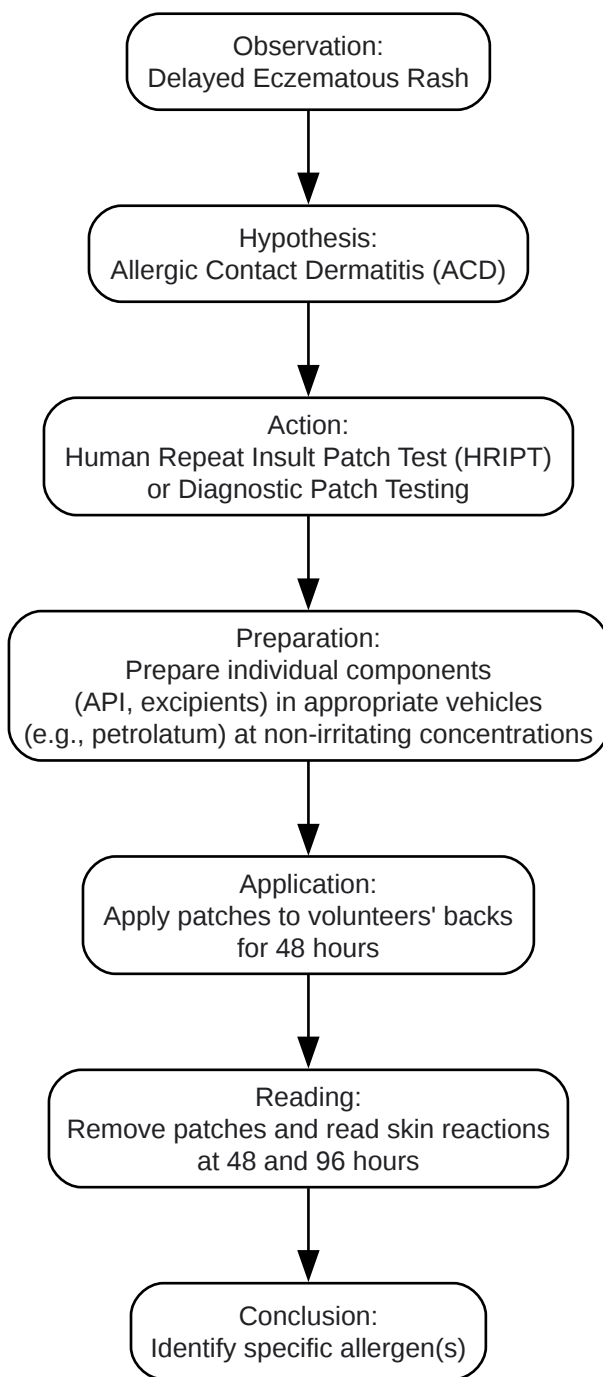 Observation:
Delayed Eczematous Rash
Hypothesis:
Allergic Contact Dermatitis (ACD)
Action:
Human Repeat Insult Patch Test (HRIPT)
or Diagnostic Patch Testing
Preparation:
Prepare individual components
(API, excipients) in appropriate vehicles
(e.g., petrolatum) at non-irritating concentrations
Application:
Apply patches to volunteers' backs
for 48 hours
Reading:
Remove patches and read skin reactions
at 48 and 96 hours
Conclusion:
Identify specific allergen(s)